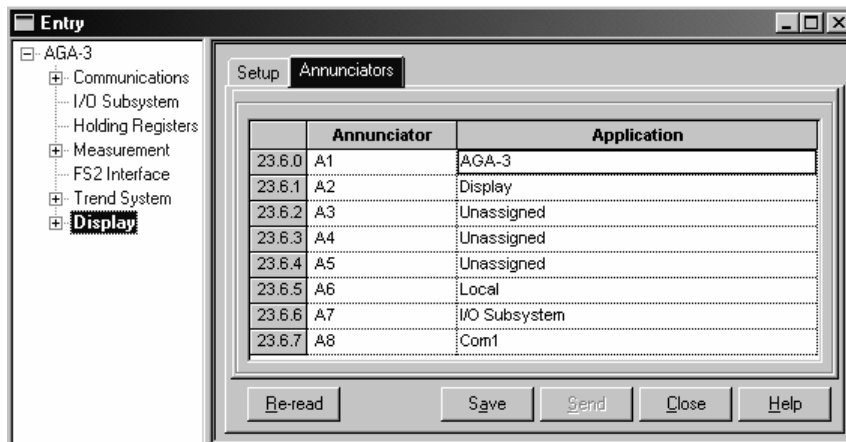 Entry
AGA-3
Communications
I/O Subsystem
Holding Registers
Measurement
FS2 Interface
Trend System
Display
Setup Annunciators
Annunciator Application
23.6.0 A1 AGA-3
23.6.1 A2 Display
23.6.2 A3 Unassigned
23.6.3 A4 Unassigned
23.6.4 A5 Unassigned
23.6.5 A6 Local
23.6.6 A7 I/O Subsystem
23.6.7 A8 Com1
Re-read Save Send Close Help